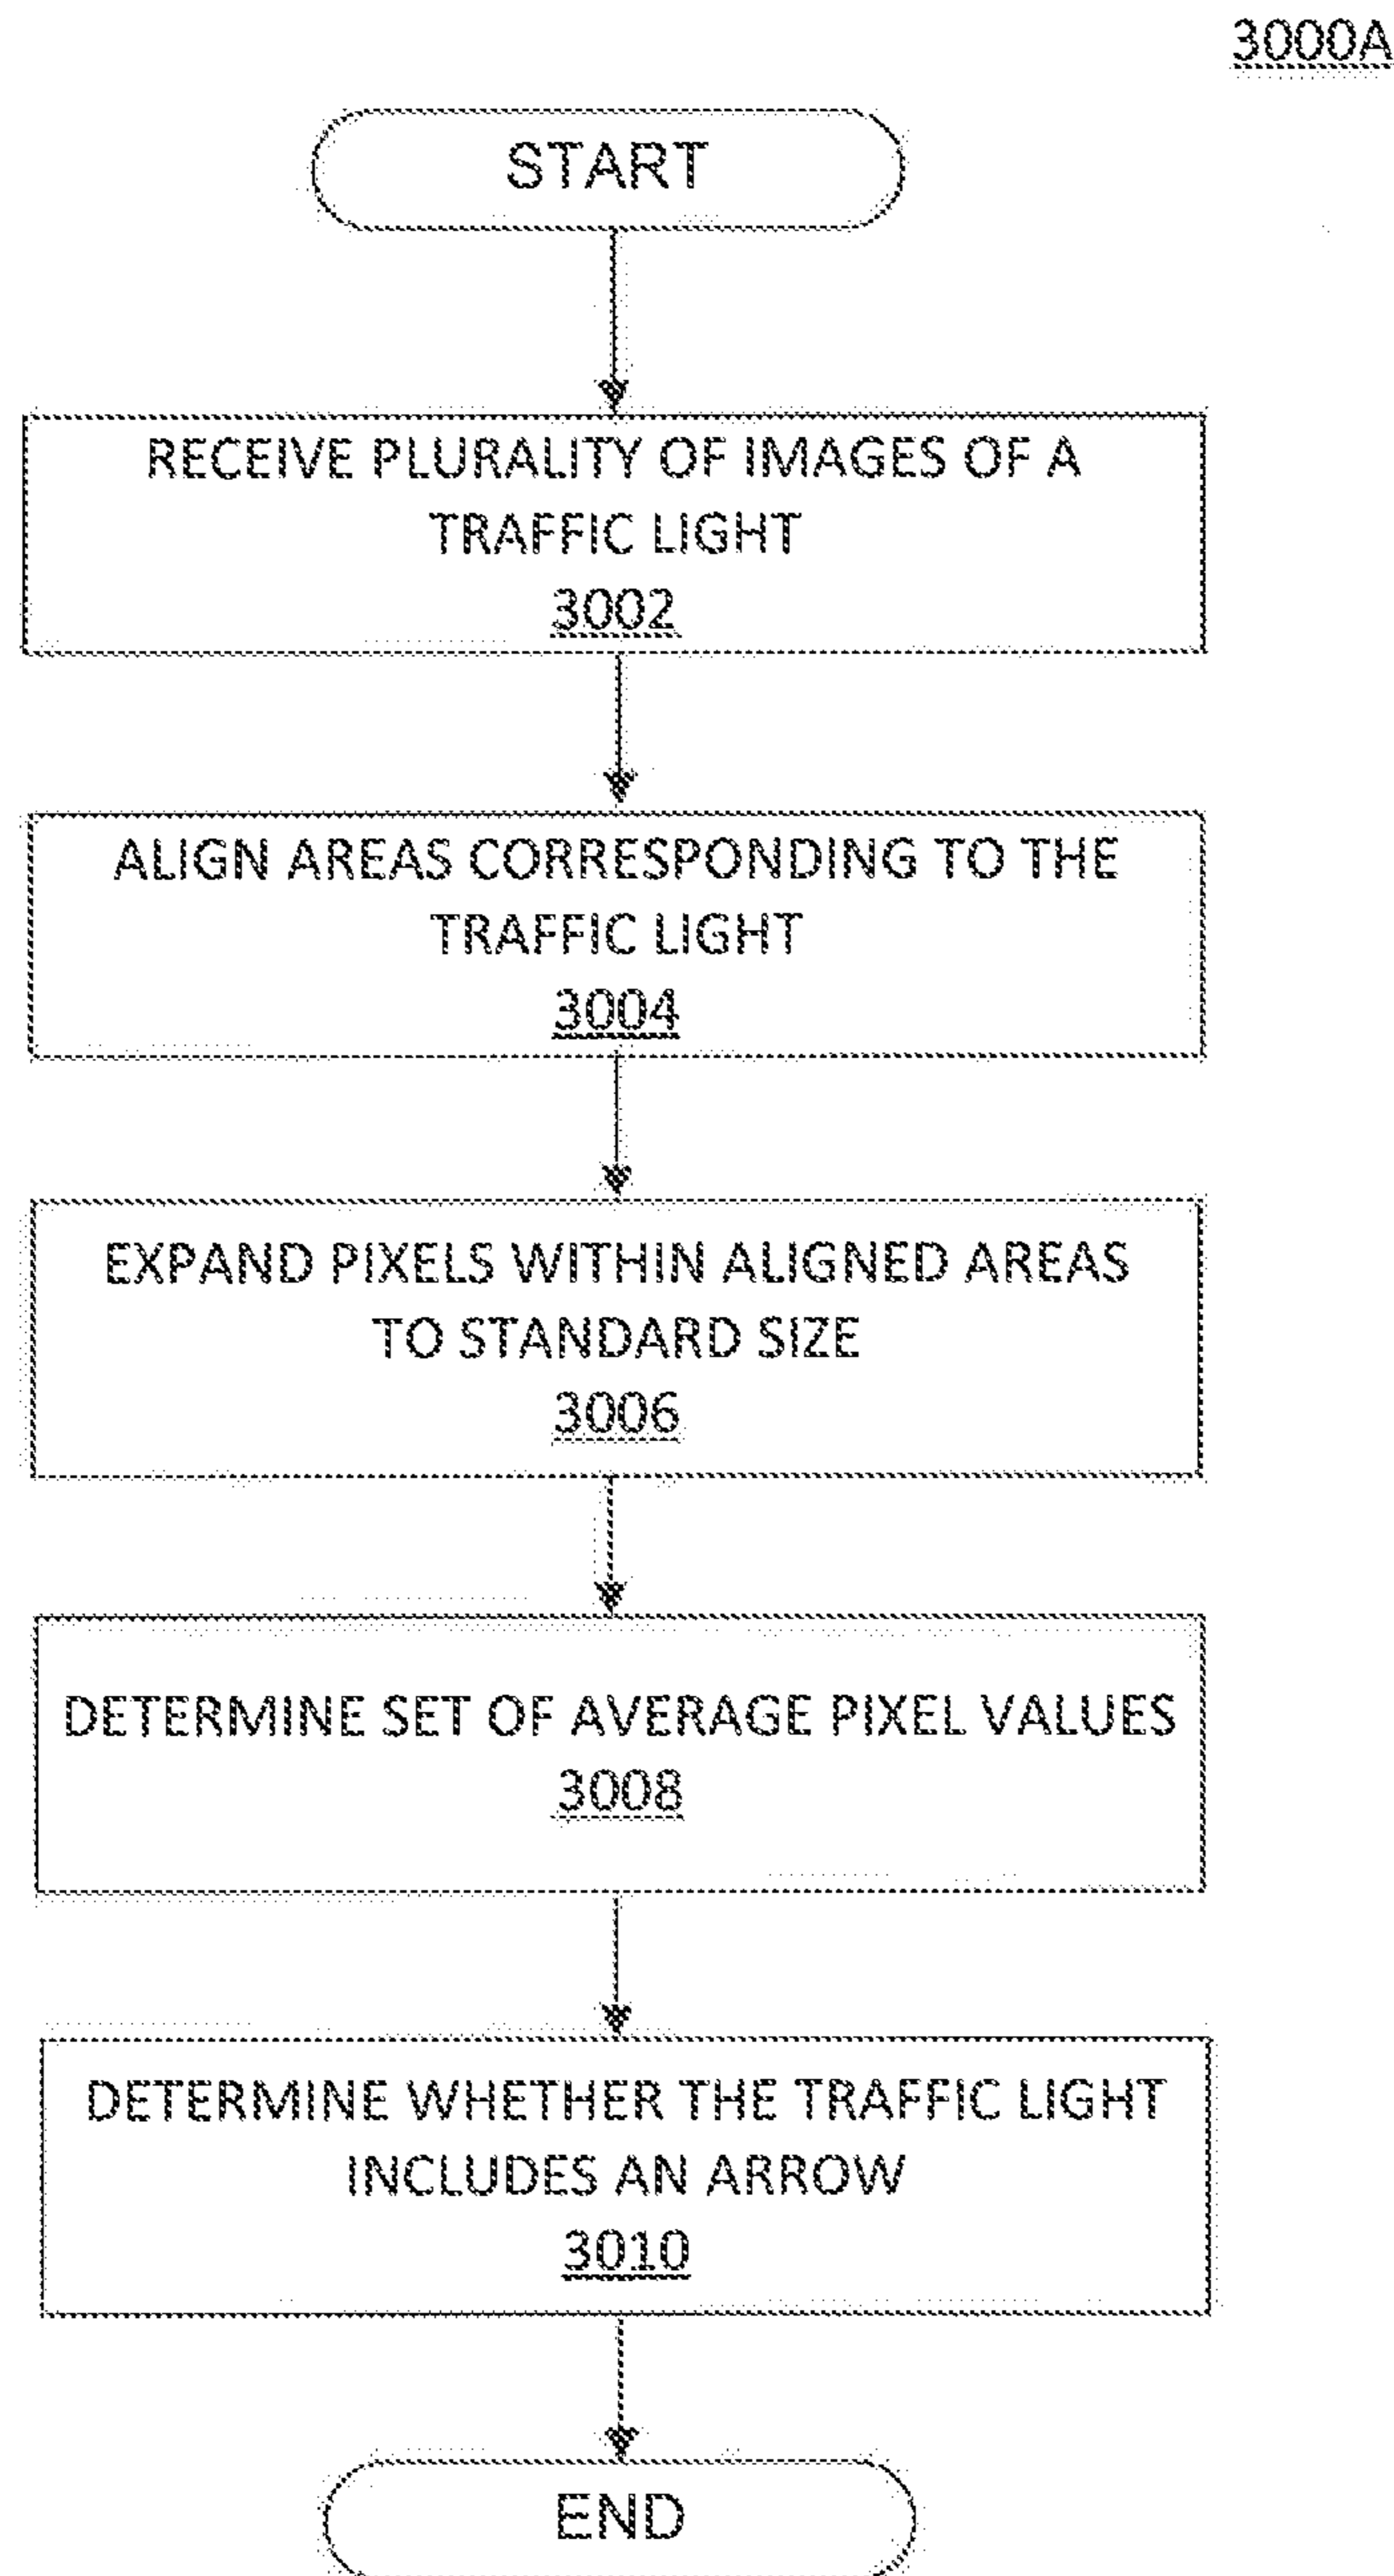 3000A
START
RECEIVE PLURALITY OF IMAGES OF A
TRAFFIC LIGHT
3002
ALIGN AREAS CORRESPONDING TO THE
TRAFFIC LIGHT
3004
EXPAND PIXELS WITHIN ALIGNED AREAS
TO STANDARD SIZE
3006
DETERMINE SET OF AVERAGE PIXEL VALUES
3008
DETERMINE WHETHER THE TRAFFIC LIGHT
INCLUDES AN ARROW
3010
END